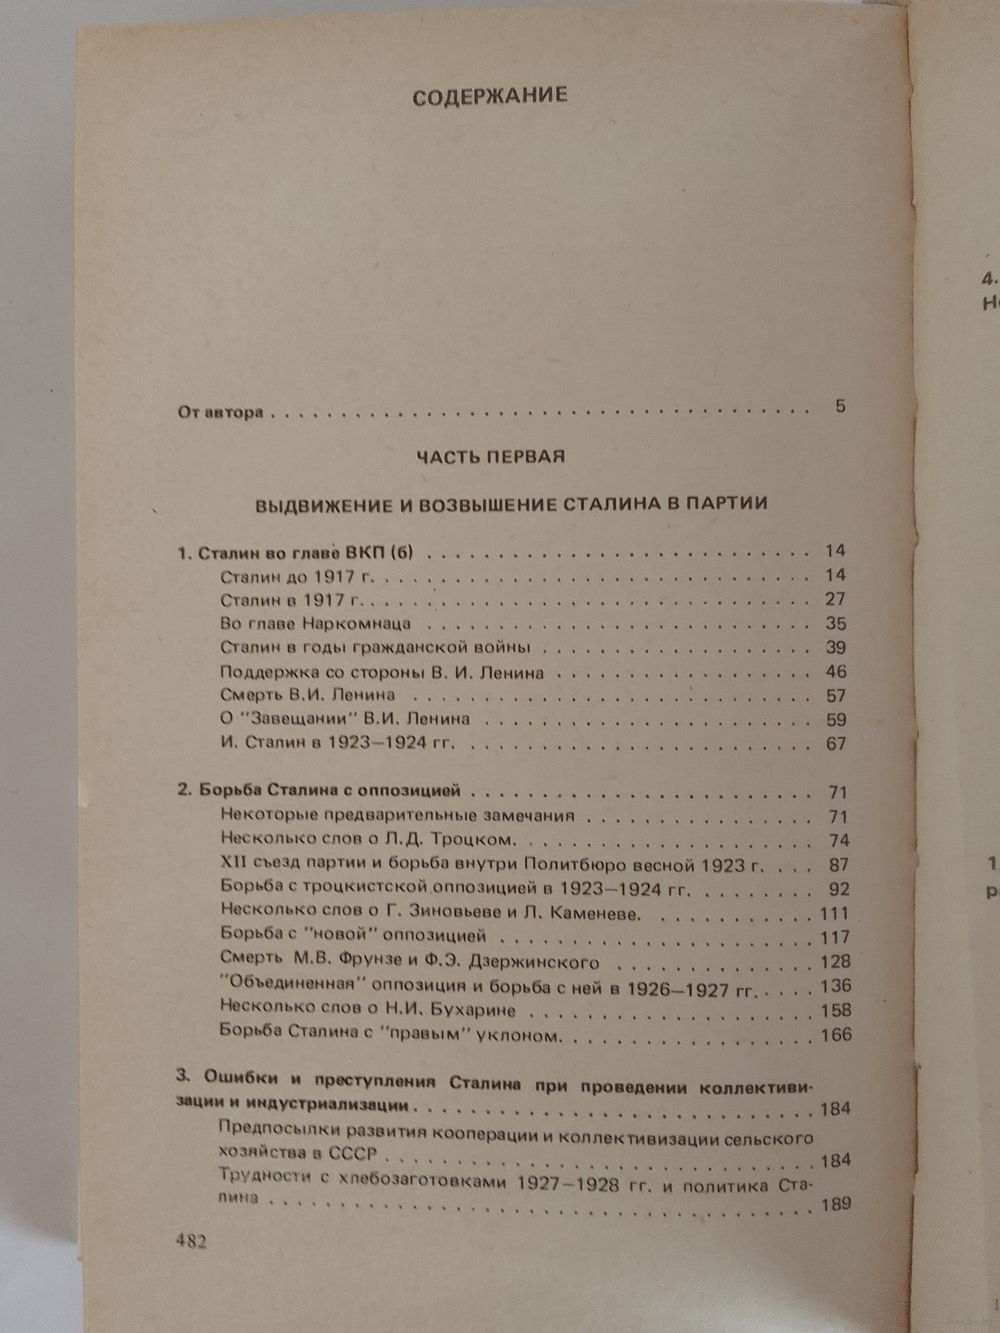 СОДЕРЖАНИЕ
От автора . . . . . . . . . . . . . . . . . . . . . . . . . . . . . . . . . . . . . . 5
ЧАСТЬ ПЕРВАЯ
ВЫДВИЖЕНИЕ И ВОЗВЫШЕНИЕ СТАЛИНА В ПАРТИИ
1. Сталин во главе ВКП (б) . . . . . . . . . . . . . . . . . . . . . . . . . . . 14
Сталин до 1917 г. . . . . . . . . . . . . . . . . . . . . . . . . . . . . . . 14
Сталин в 1917 г. . . . . . . . . . . . . . . . . . . . . . . . . . . . . . . . 27
Во главе Наркомнаца . . . . . . . . . . . . . . . . . . . . . . . . . . . 35
Сталин в годы гражданской войны . . . . . . . . . . . . . . . . . . . 39
Поддержка со стороны В. И. Ленина . . . . . . . . . . . . . . . . . . 46
Смерть В.И. Ленина . . . . . . . . . . . . . . . . . . . . . . . . . . . . 57
О "Завещании" В.И. Ленина . . . . . . . . . . . . . . . . . . . . . . . 59
И. Сталин в 1923—1924 гг. . . . . . . . . . . . . . . . . . . . . . . . . 67
2. Борьба Сталина с оппозицией . . . . . . . . . . . . . . . . . . . . . . . . 71
Некоторые предварительные замечания . . . . . . . . . . . . . . . . 71
Несколько слов о Л.Д. Троцком. . . . . . . . . . . . . . . . . . . . . 74
XII съезд партии и борьба внутри Политбюро весной 1923 г. . . . 87
Борьба с троцкистской оппозицией в 1923—1924 гг. . . . . . . . . 92
Несколько слов о Г. Зиновьеве и Л. Каменеве. . . . . . . . . . . . 111
Борьба с "новой" оппозицией . . . . . . . . . . . . . . . . . . . . . . 117
Смерть М.В. Фрунзе и Ф.Э. Дзержинского . . . . . . . . . . . . . . 128
"Объединенная" оппозиция и борьба с ней в 1926—1927 гг. . . . . 136
Несколько слов о Н.И. Бухарине . . . . . . . . . . . . . . . . . . . . 158
Борьба Сталина с "правым" уклоном. . . . . . . . . . . . . . . . . . 166
3. Ошибки и преступления Сталина при проведении коллективи-
зации и индустриализации . . . . . . . . . . . . . . . . . . . . . . . . . . . . 184
Предпосылки развития кооперации и коллективизации сельского
хозяйства в СССР . . . . . . . . . . . . . . . . . . . . . . . . . . . . . . 184
Трудности с хлебозаготовками 1927—1928 гг. и политика Ста-
лина . . . . . . . . . . . . . . . . . . . . . . . . . . . . . . . . . . . . . . 189
482
4.
1